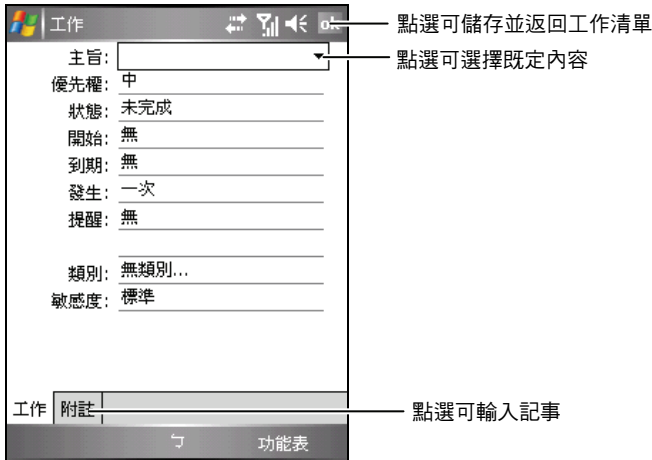 工作 ok
點選可儲存並返回工作清單
主旨:
點選可選擇既定內容
優先權: 中
狀態: 未完成
開始: 無
到期: 無
發生: 一次
提醒: 無
類別: 無類別...
敏感度: 標準
工作 附註
點選可輸入記事
ㄅ 功能表